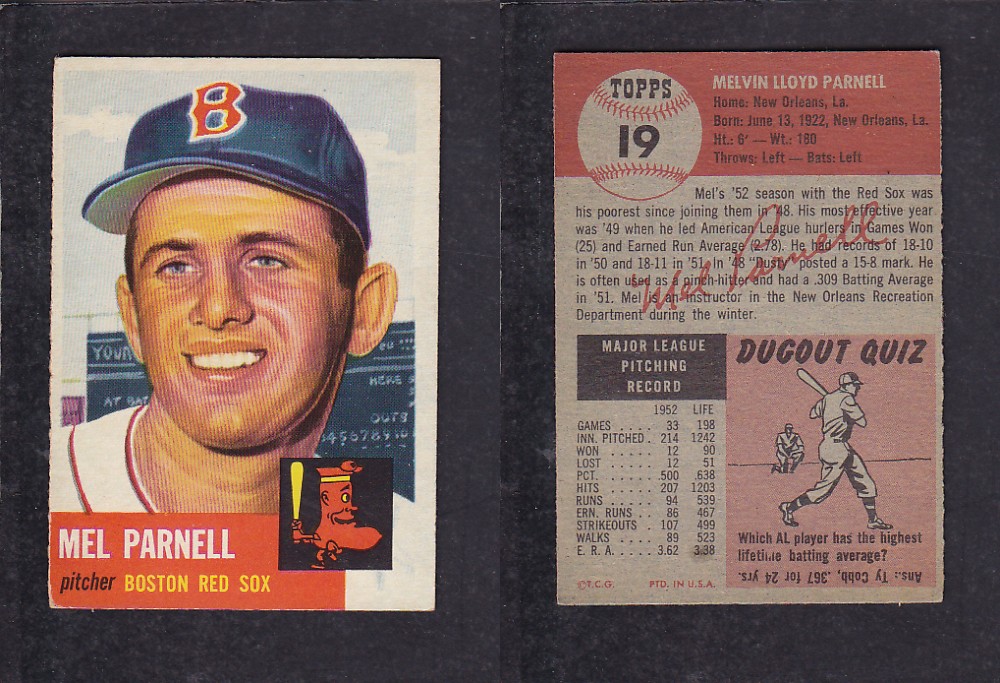 B
YOUR
HERE
AT BAT
OUTS
34567891
MEL PARNELL
pitcher BOSTON RED SOX
TOPPS
19
MELVIN LLOYD PARNELL
Home: New Orleans, La.
Born: June 13, 1922, New Orleans, La.
Ht.: 6' — Wt.: 180
Throws: Left — Bats: Left
Mel's '52 season with the Red Sox was
his poorest since joining them in '48. His most effective year
was '49 when he led American League hurlers in Games Won
(25) and Earned Run Average (2.78). He had records of 18-10
in '50 and 18-11 in '51. In '48 "Dusty" posted a 15-8 mark. He
is often used as a pinch-hitter and had a .309 Batting Average
in '51. Mel is an instructor in the New Orleans Recreation
Department during the winter.
Mel Parnell
MAJOR LEAGUE
PITCHING
RECORD
1952 LIFE
GAMES .... 33 198
INN. PITCHED. 214 1242
WON .... 12 90
LOST .... 12 51
PCT. .... .500 .638
HITS .... 207 1203
RUNS .... 94 539
ERN. RUNS . 86 467
STRIKEOUTS . 107 499
WALKS ... 89 523
E. R. A. .... 3.62 3.38
©T.C.G. PTD. IN U.S.A.
DUGOUT QUIZ
Which AL player has the highest
lifetime batting average?
Ans.: Ty Cobb, .367 for 24 yrs.